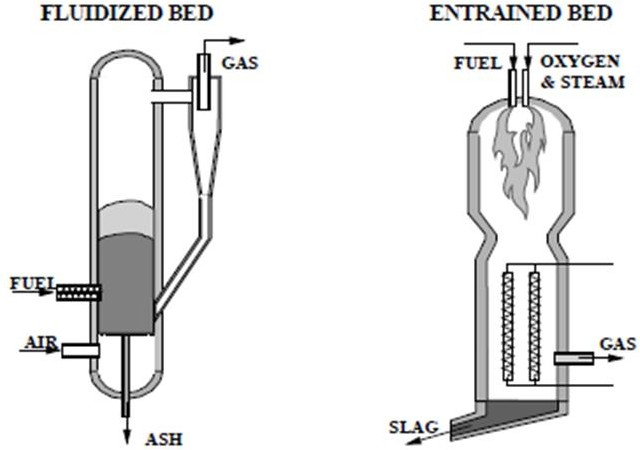 FLUIDIZED BED
GAS
FUEL
AIR
ASH
ENTRAINED BED
FUEL
OXYGEN
& STEAM
GAS
SLAG